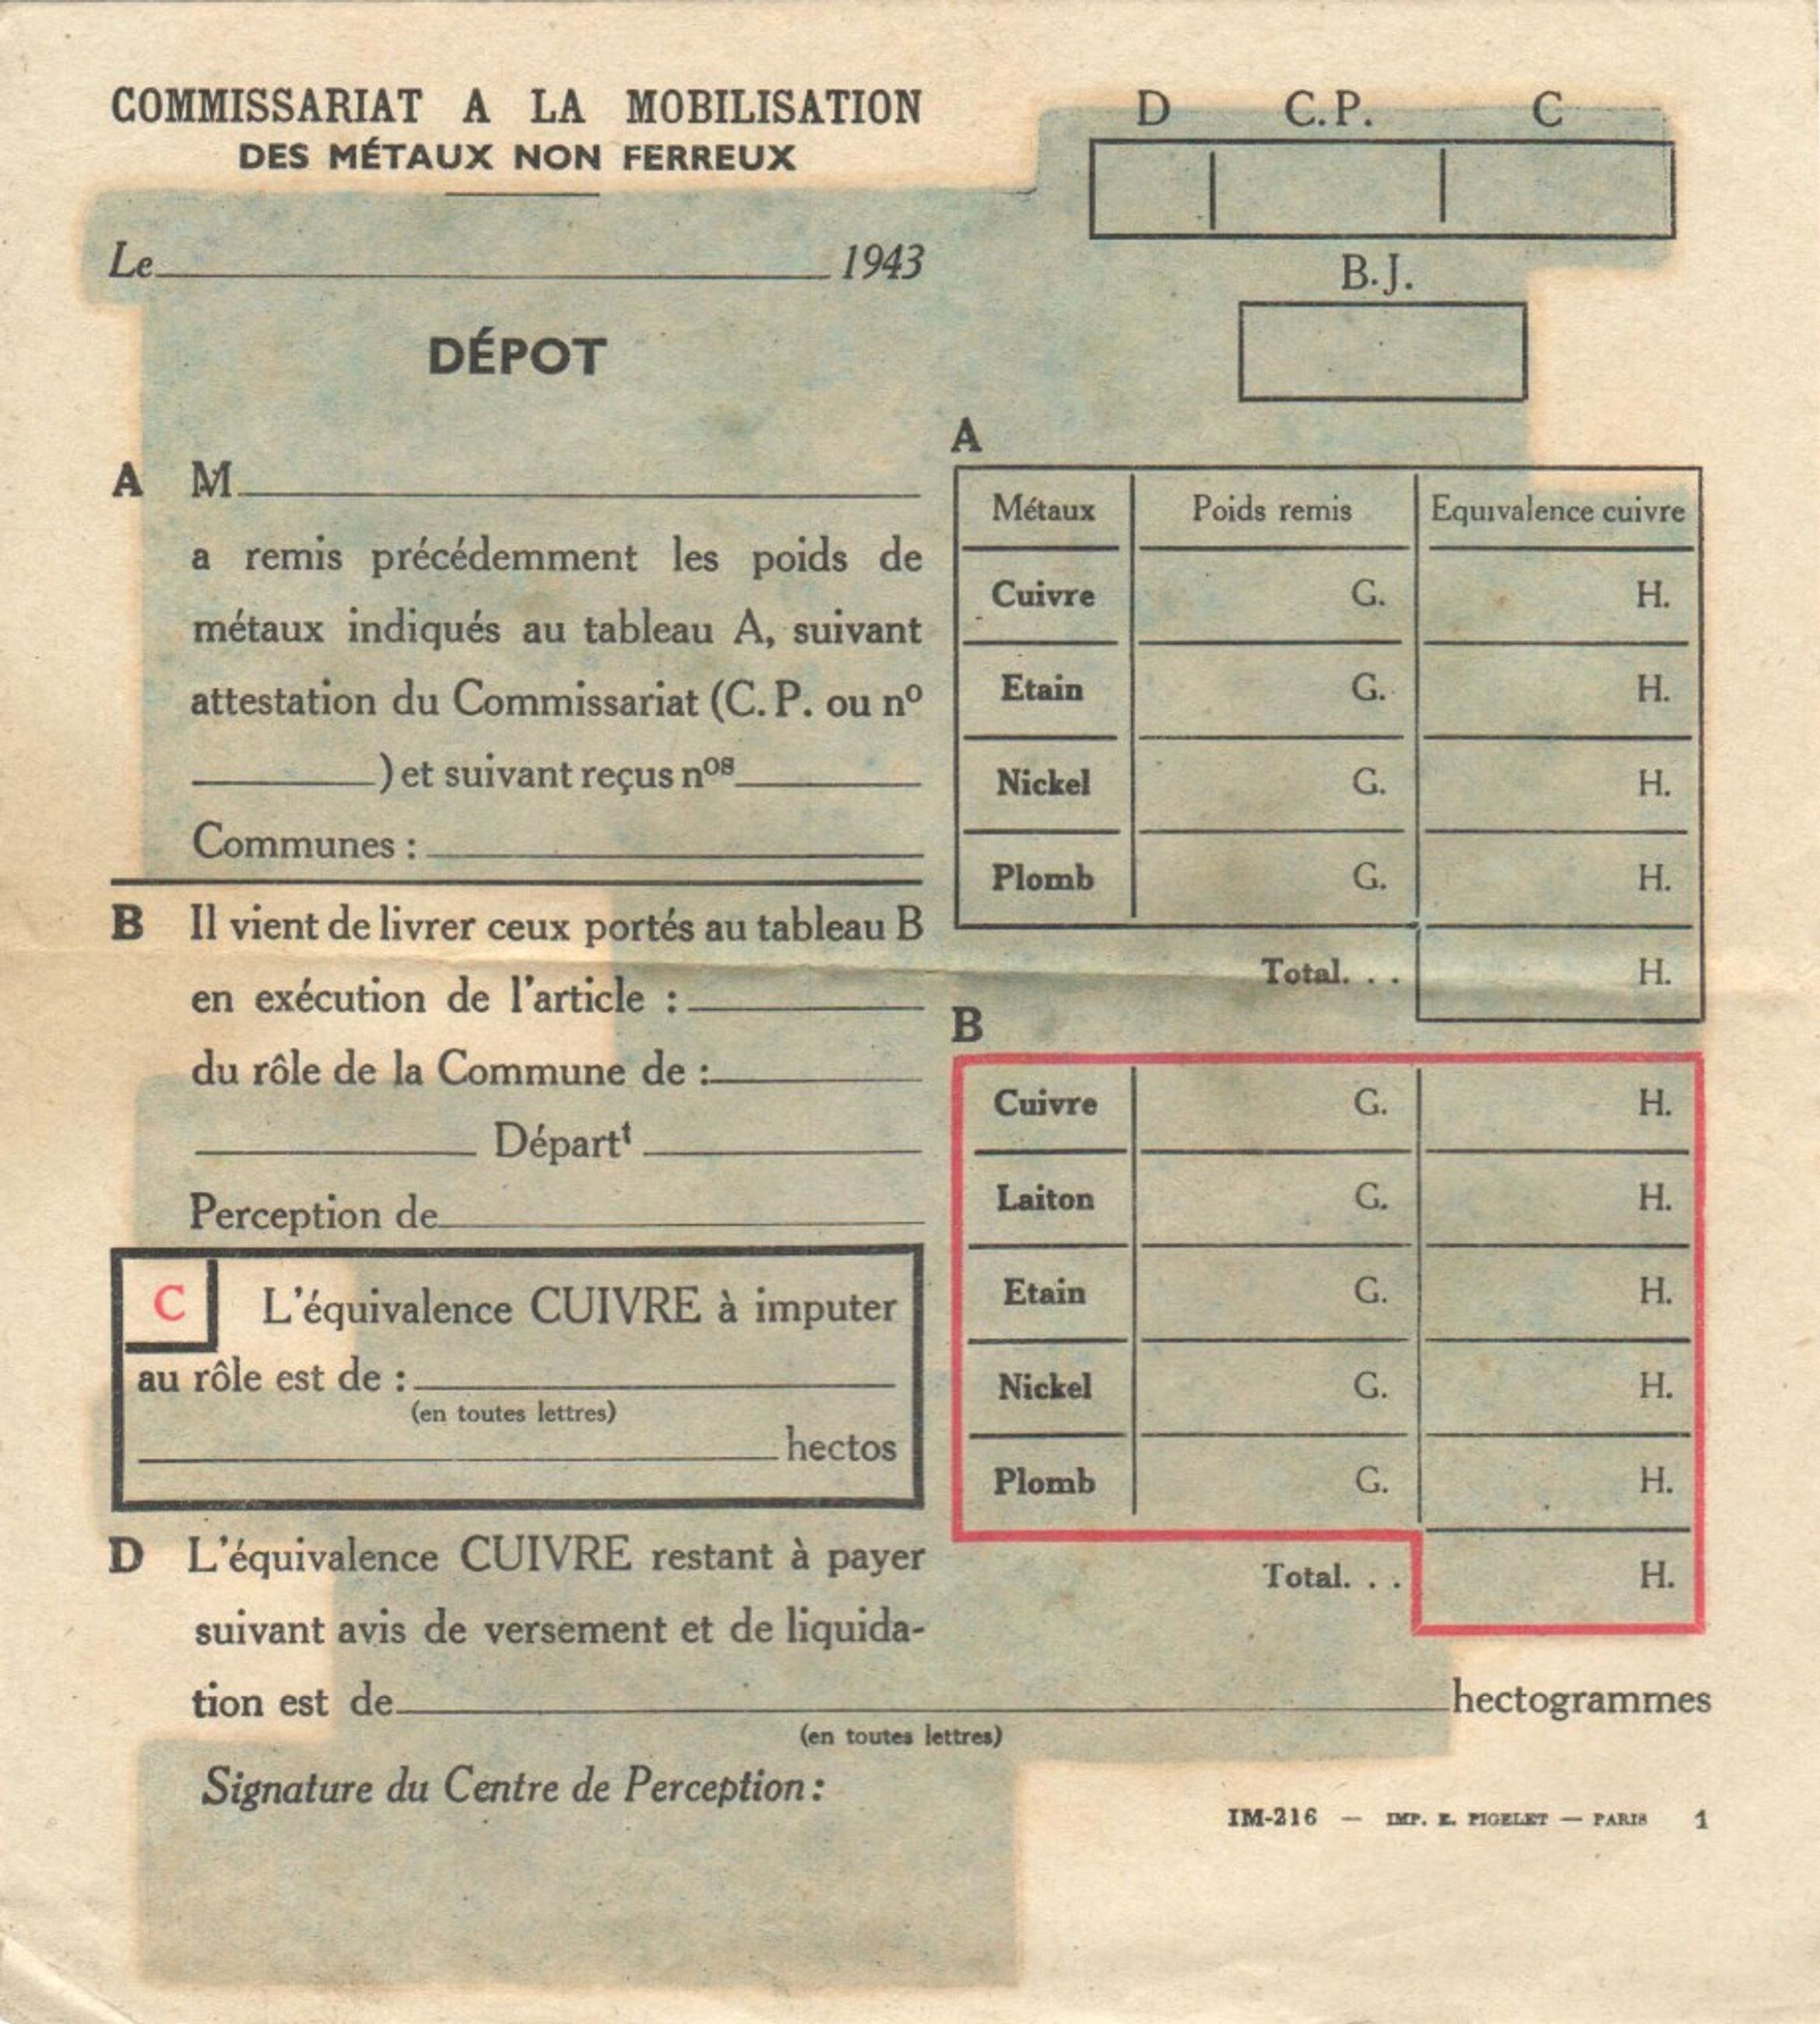 COMMISSARIAT A LA MOBILISATION
DES MÉTAUX NON FERREUX
D C.P. C
Le 1943
B.J.
DÉPOT
A M
a remis précédemment les poids de
métaux indiqués au tableau A, suivant
attestation du Commissariat (C.P. ou nº
) et suivant reçus nºˢ
Communes :
B Il vient de livrer ceux portés au tableau B
en exécution de l'article :
du rôle de la Commune de :
Départᵗ
Perception de
C L'équivalence CUIVRE à imputer
au rôle est de :
(en toutes lettres)
hectos
A
Métaux Poids remis Equivalence cuivre
Cuivre G. H.
Etain G. H.
Nickel G. H.
Plomb G. H.
Total. . . H.
B
Cuivre G. H.
Laiton G. H.
Etain G. H.
Nickel G. H.
Plomb G. H.
Total. . . H.
D L'équivalence CUIVRE restant à payer
suivant avis de versement et de liquida-
tion est de hectogrammes
(en toutes lettres)
Signature du Centre de Perception :
IM-216 — IMP. E. PIGELET — PARIS 1